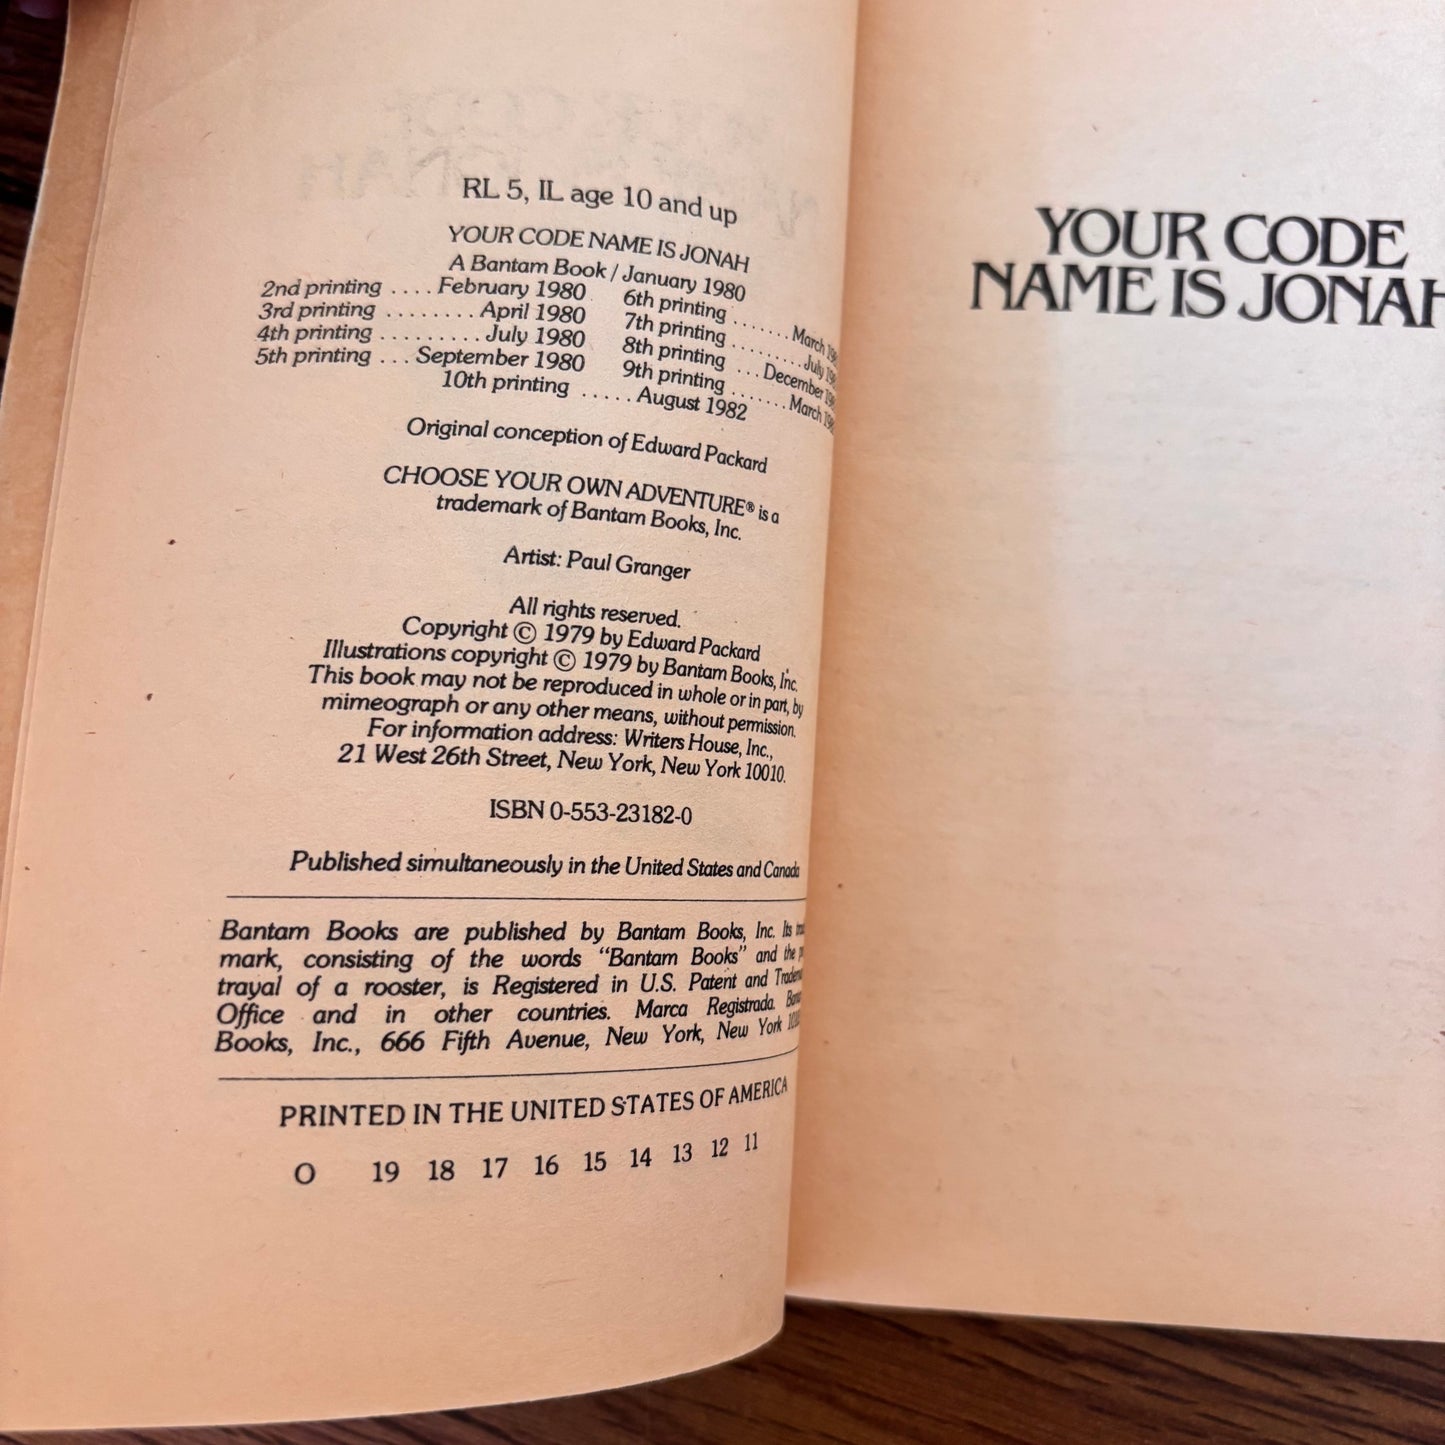 RL 5, IL age 10 and up
YOUR CODE NAME IS JONAH
A Bantam Book / January 1980
2nd printing .... February 1980
3rd printing ........ April 1980
4th printing ......... July 1980
5th printing ... September 1980
6th printing ....... March
7th printing ......... July
8th printing ... December
9th printing ....... March
10th printing ..... August 1982
Original conception of Edward Packard
CHOOSE YOUR OWN ADVENTURE® is a
trademark of Bantam Books, Inc.
Artist: Paul Granger
All rights reserved.
Copyright © 1979 by Edward Packard
Illustrations copyright © 1979 by Bantam Books, Inc.
This book may not be reproduced in whole or in part, by
mimeograph or any other means, without permission.
For information address: Writers House, Inc.,
21 West 26th Street, New York, New York 10010.
ISBN 0-553-23182-0
Published simultaneously in the United States and Canada
Bantam Books are published by Bantam Books, Inc. Its
mark, consisting of the words "Bantam Books" and the
trayal of a rooster, is Registered in U.S. Patent and
Office and in other countries. Marca Registrada.
Books, Inc., 666 Fifth Avenue, New York, New York
PRINTED IN THE UNITED STATES OF AMERICA
O 19 18 17 16 15 14 13 12 11
YOUR CODE
NAME IS JONAH